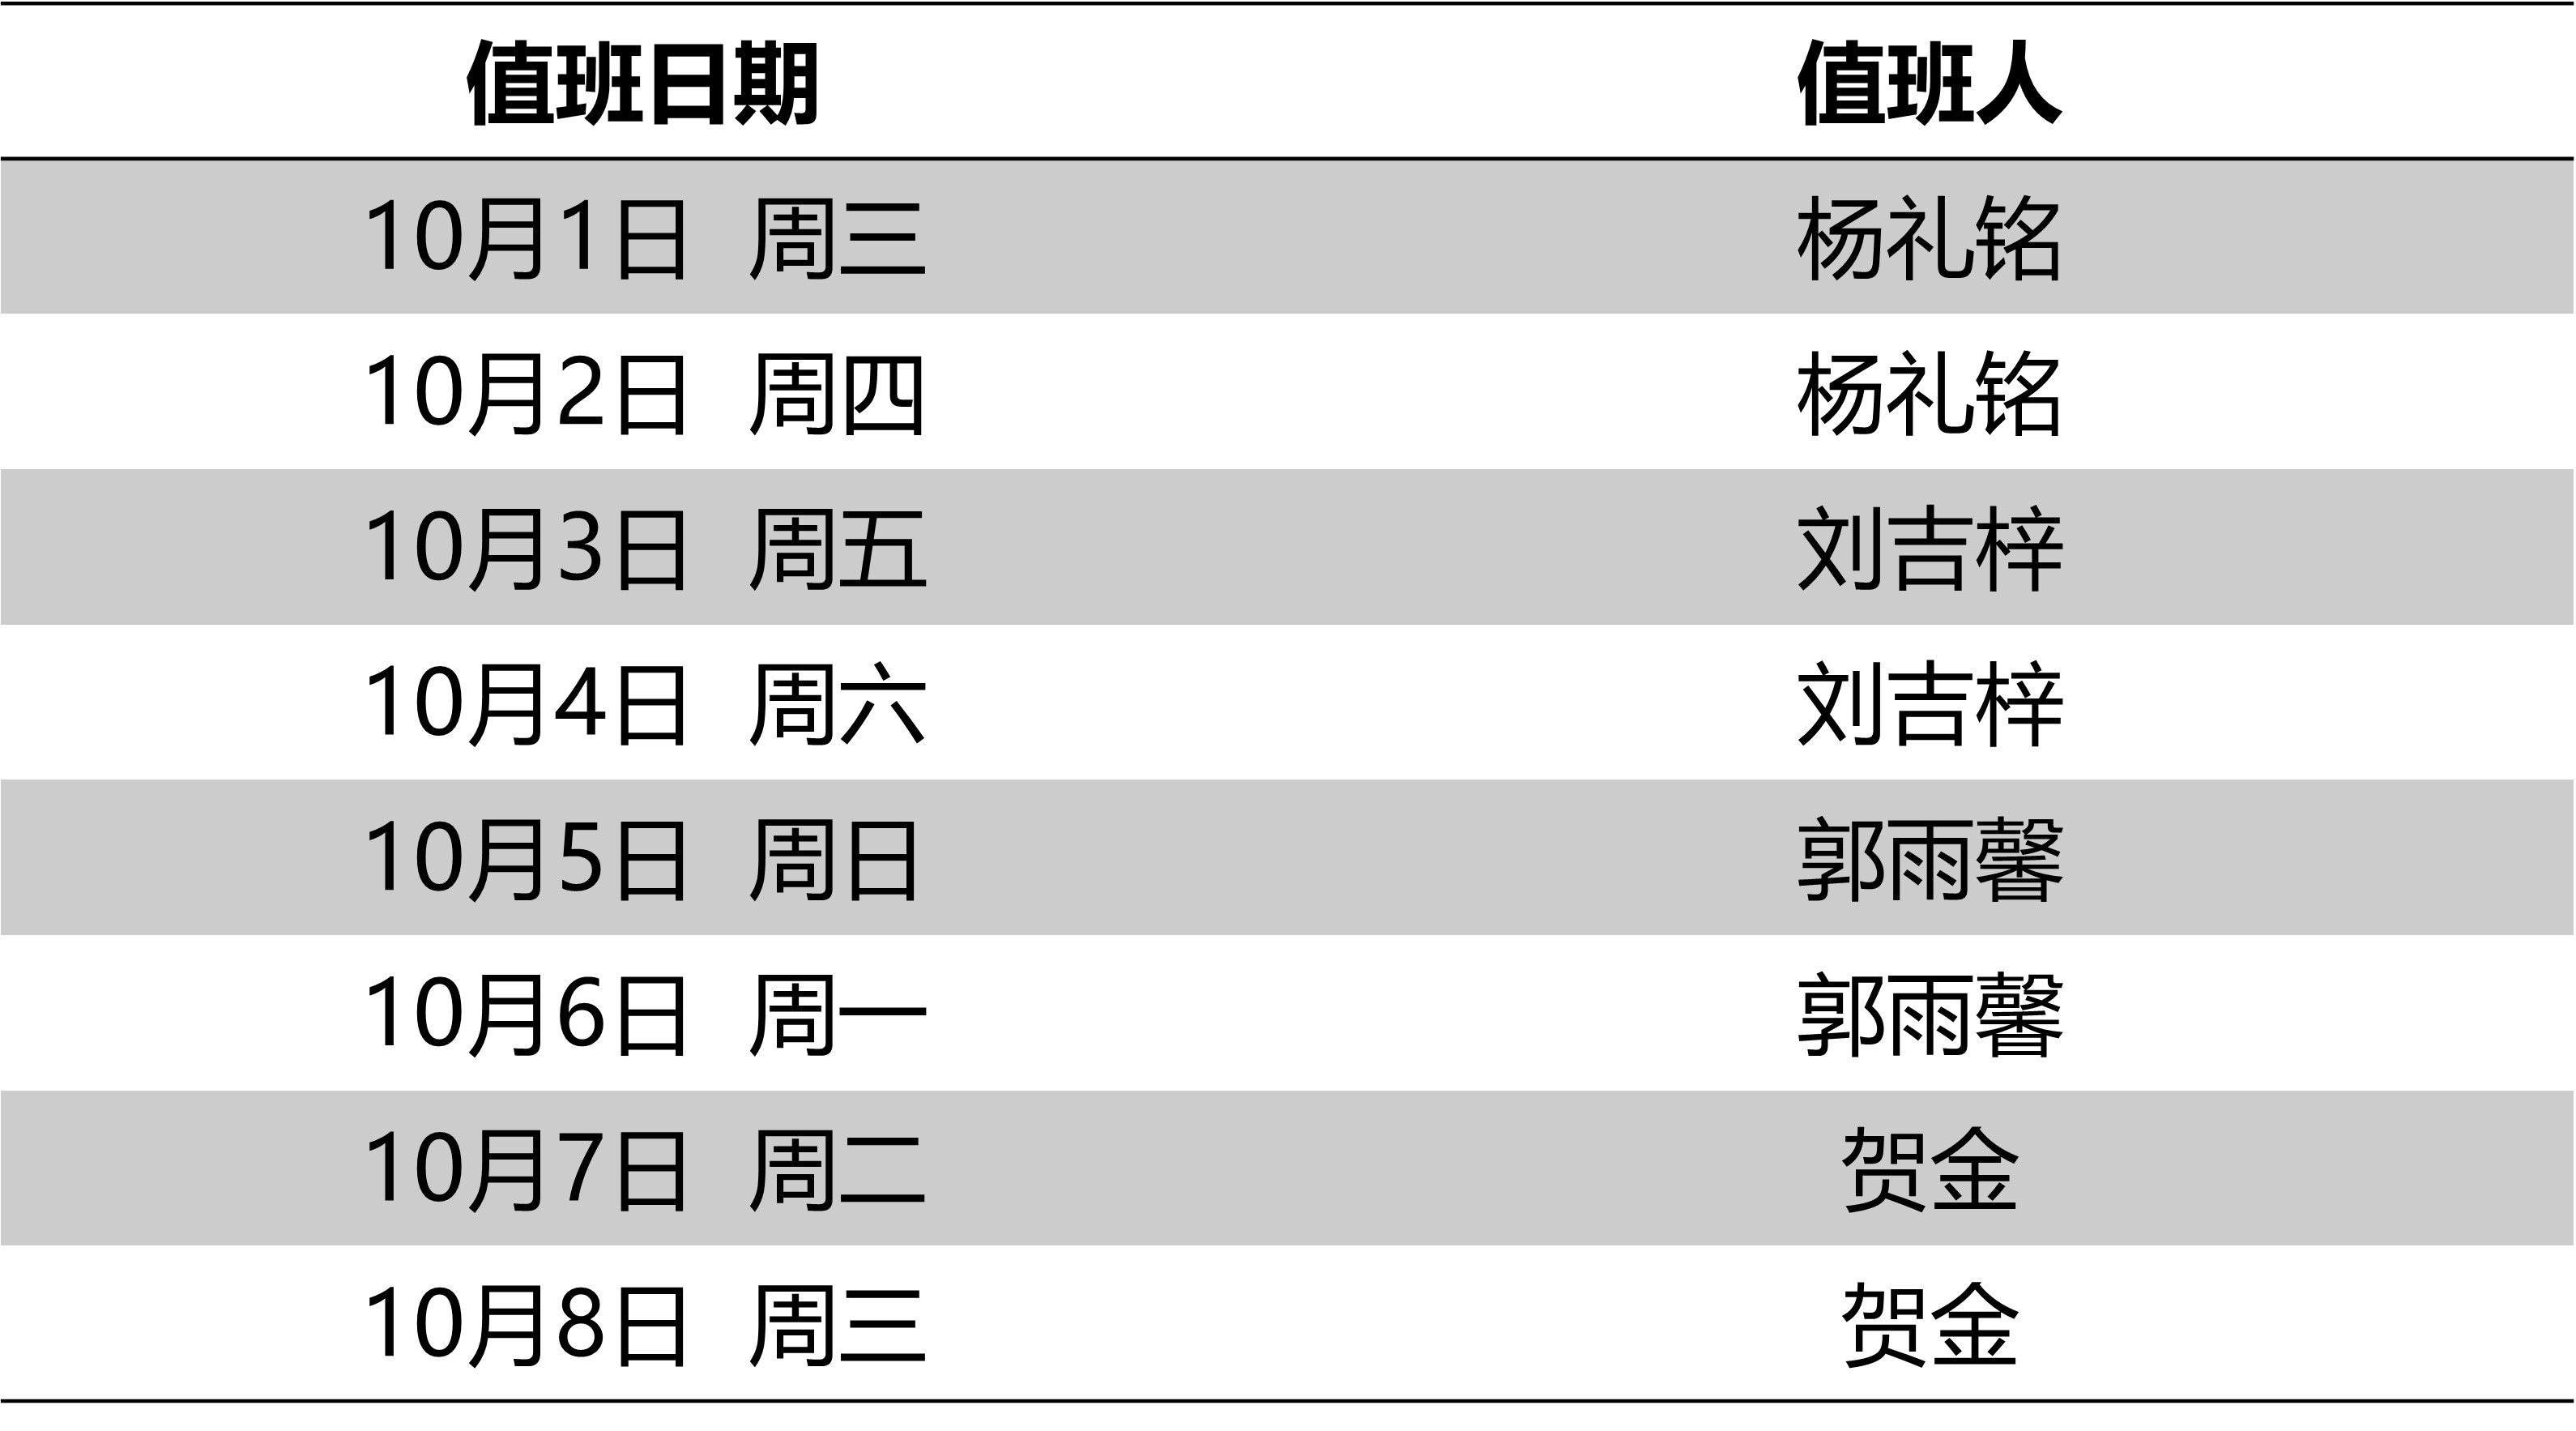 值班日期 值班人
10月1日 周三 杨礼铭
10月2日 周四 杨礼铭
10月3日 周五 刘吉梓
10月4日 周六 刘吉梓
10月5日 周日 郭雨馨
10月6日 周一 郭雨馨
10月7日 周二 贺金
10月8日 周三 贺金